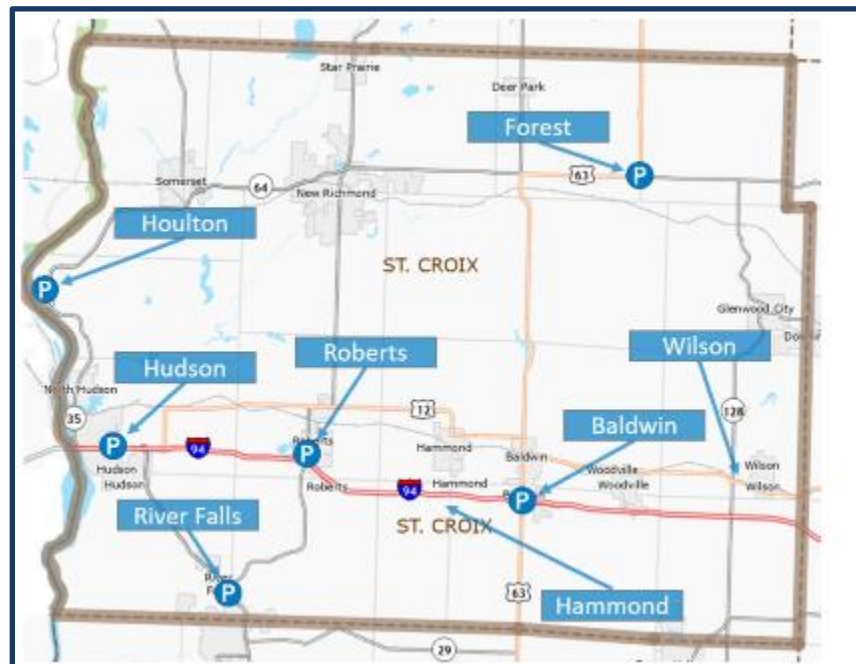 Star Prairie
Deer Park
Forest
P
63
Somerset
64
New Richmond
Houlton
ST. CROIX
P
Glenwood City
Roberts
Wilson
Hudson
North Hudson
12
128
35
Baldwin
P
94
Roberts
P
Hammond
Baldwin
Hudson
Hudson
Roberts
Hammond
94
Woodville
Woodville
Wilson
Wilson
P
River Falls
ST. CROIX
River
P
63
Hammond
29